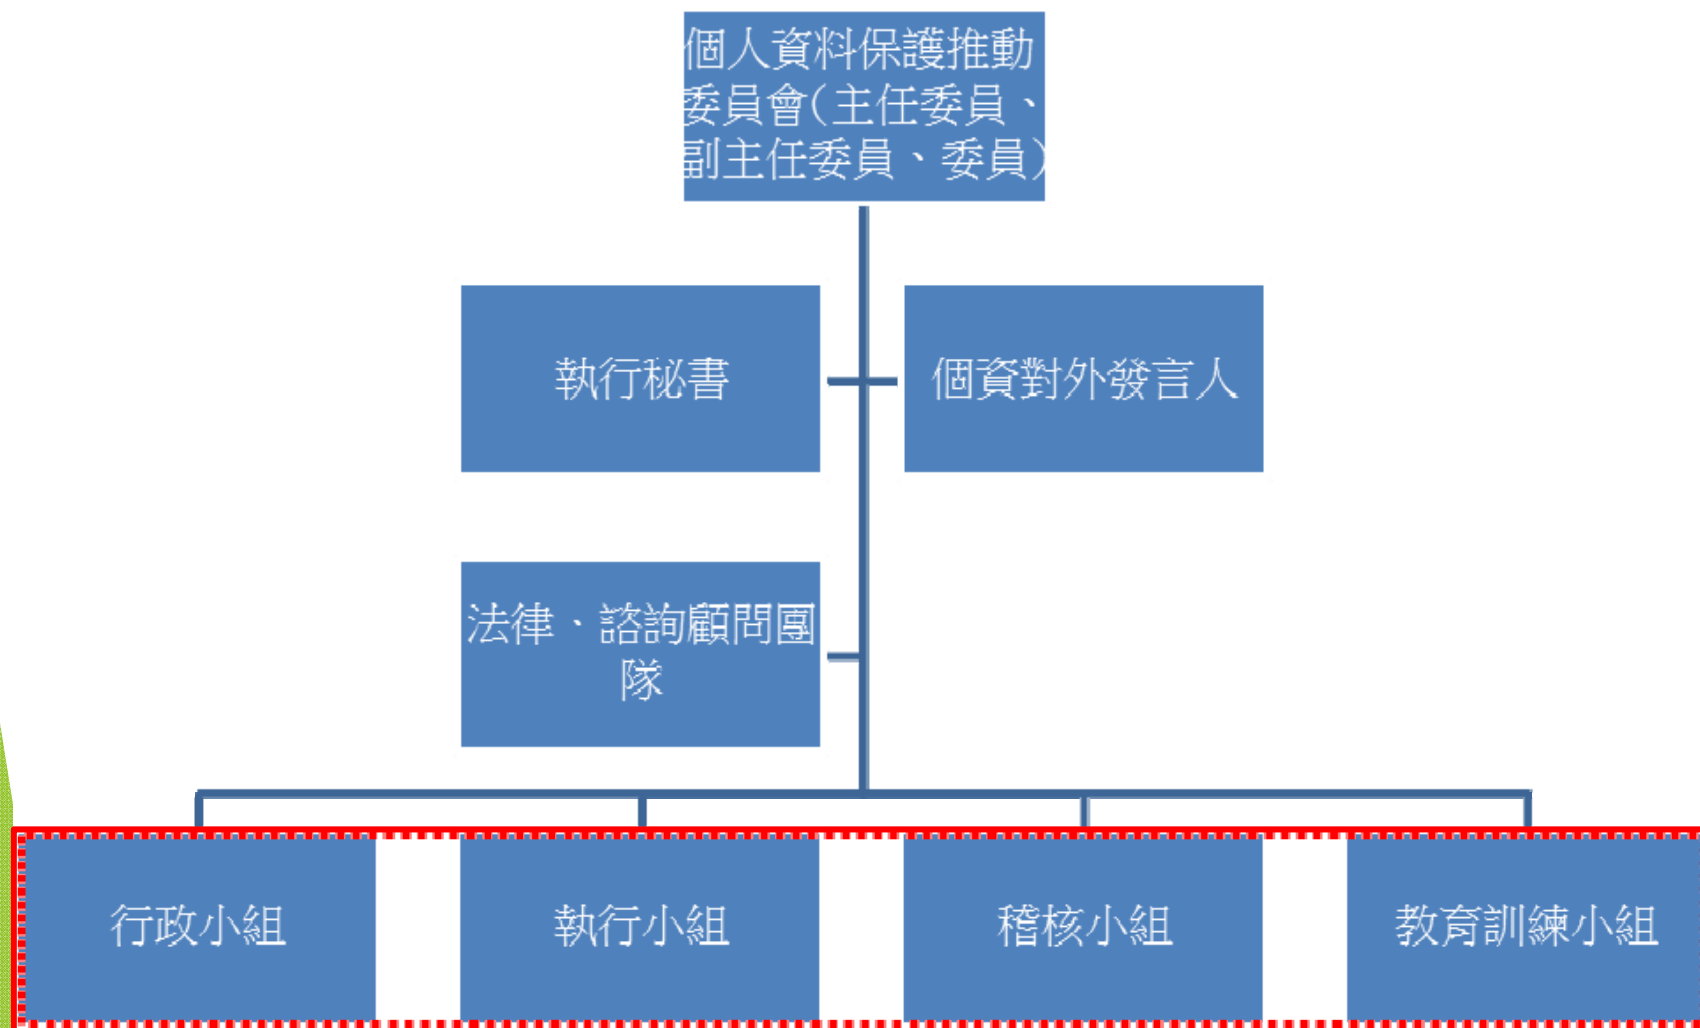 個人資料保護推動
委員會(主任委員、
副主任委員、委員)
執行秘書
個資對外發言人
法律、諮詢顧問團
隊
行政小組
執行小組
稽核小組
教育訓練小組